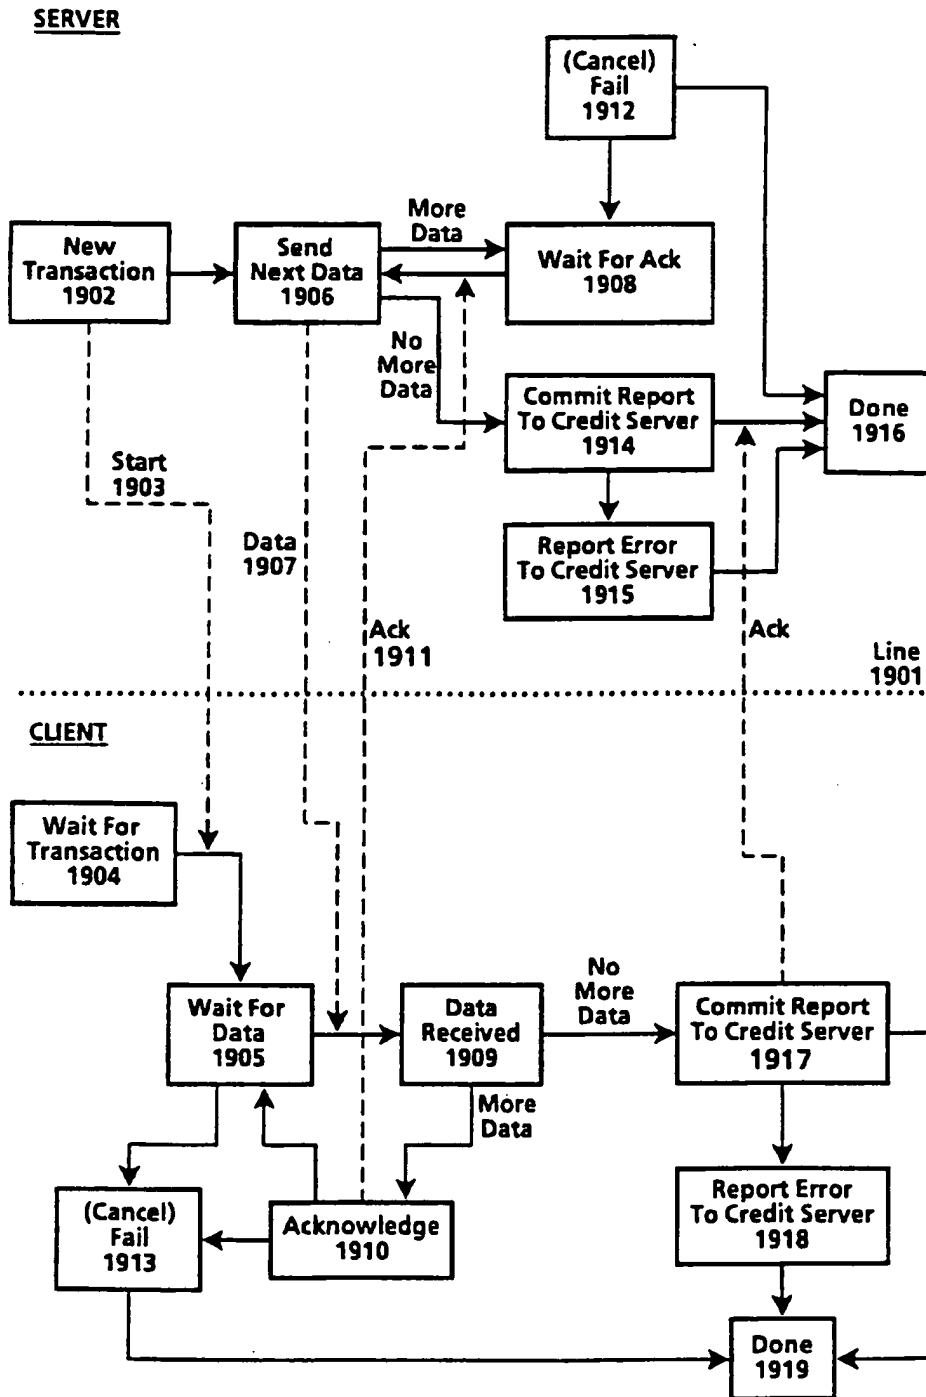 SERVER
(Cancel)
Fail
1912
New
Transaction
1902
Send
Next Data
1906
More
Data
Wait For Ack
1908
No
More
Data
Commit Report
To Credit Server
1914
Done
1916
Start
1903
Data
1907
Report Error
To Credit Server
1915
Ack
1911
Ack
Line
1901
CLIENT
Wait For
Transaction
1904
Wait For
Data
1905
Data
Received
1909
No
More
Data
Commit Report
To Credit Server
1917
More
Data
(Cancel)
Fail
1913
Acknowledge
1910
Report Error
To Credit Server
1918
Done
1919